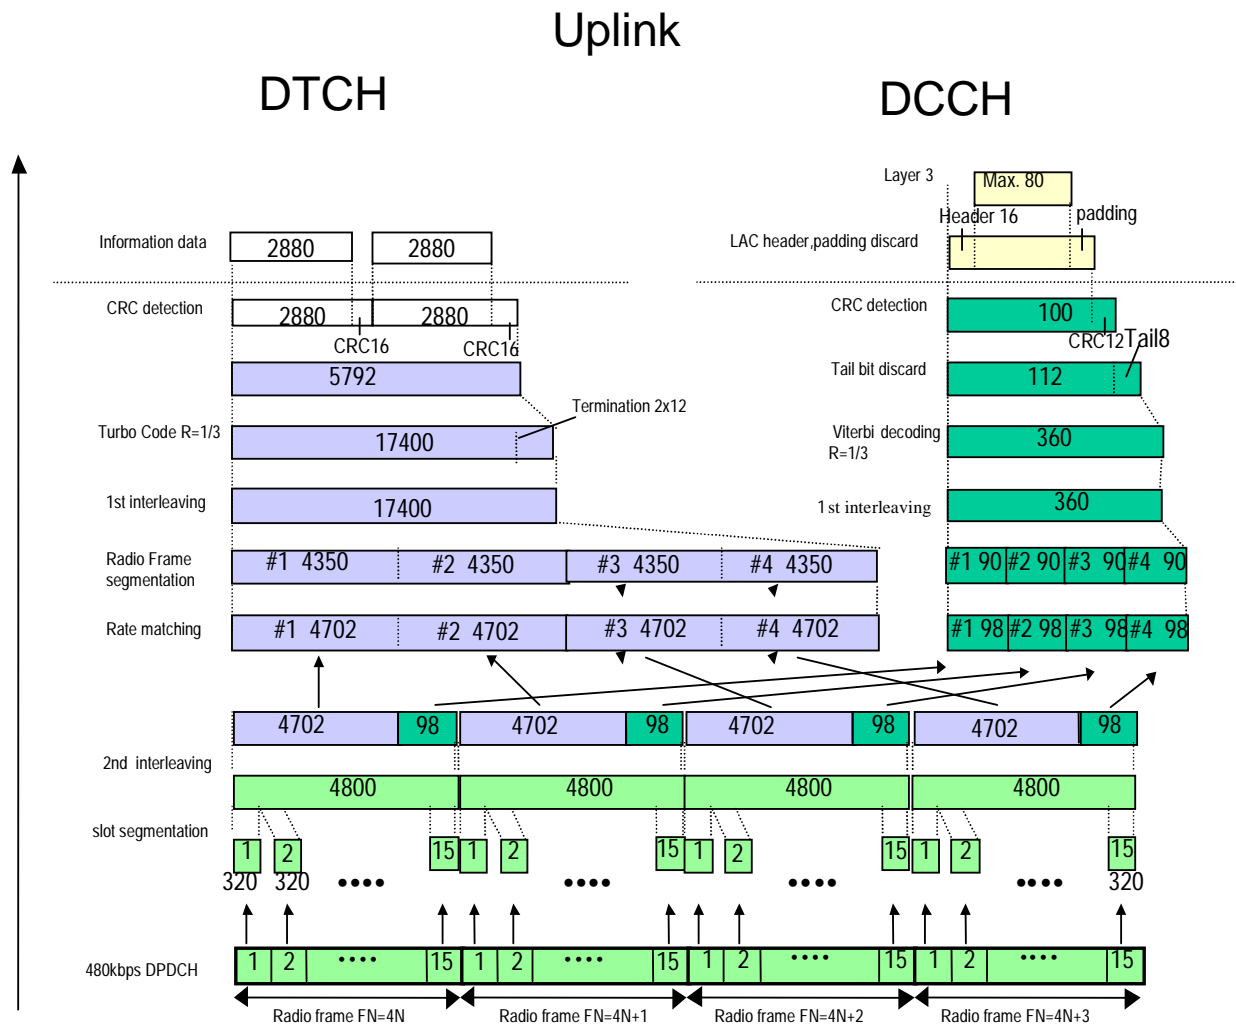 Uplink
DTCH
DCCH
Layer 3
Max. 80
Header 16
padding
Information data
2880
2880
LAC header,padding discard
CRC detection
2880
2880
CRC16
CRC16
CRC detection
100
CRC12
Tail8
5792
Tail bit discard
112
Termination 2x12
Turbo Code R=1/3
17400
Viterbi decoding
R=1/3
360
1st interleaving
17400
1st interleaving
360
Radio Frame
segmentation
#1 4350
#2 4350
#3 4350
#4 4350
#1 90
#2 90
#3 90
#4 90
Rate matching
#1 4702
#2 4702
#3 4702
#4 4702
#1 98
#2 98
#3 98
#4 98
4702
98
4702
98
4702
98
4702
98
2nd interleaving
4800
4800
4800
4800
slot segmentation
1
2
15
1
2
15
1
2
15
1
2
15
320
320
••••
••••
••••
••••
320
480kbps DPDCH
1
2
••••
15
1
2
••••
15
1
2
••••
15
1
2
••••
15
Radio frame FN=4N
Radio frame FN=4N+1
Radio frame FN=4N+2
Radio frame FN=4N+3